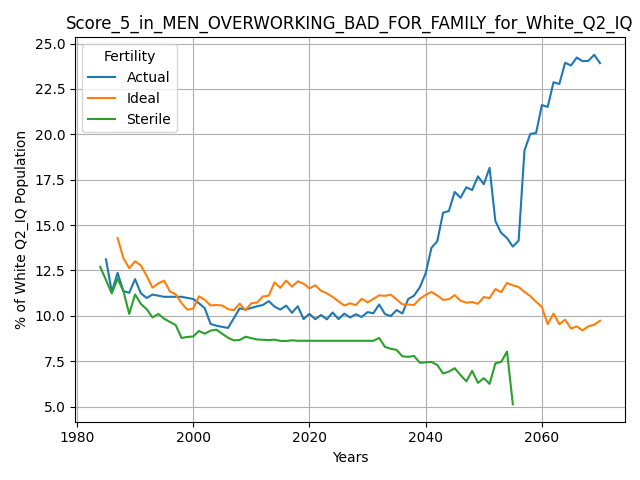 Score_5_in_MEN_OVERWORKING_BAD_FOR_FAMILY_for_White_Q2_IQ
Fertility
Actual
Ideal
Sterile
25.0
22.5
20.0
17.5
15.0
12.5
10.0
7.5
5.0
% of White Q2_IQ Population
1980
2000
2020
2040
2060
Years